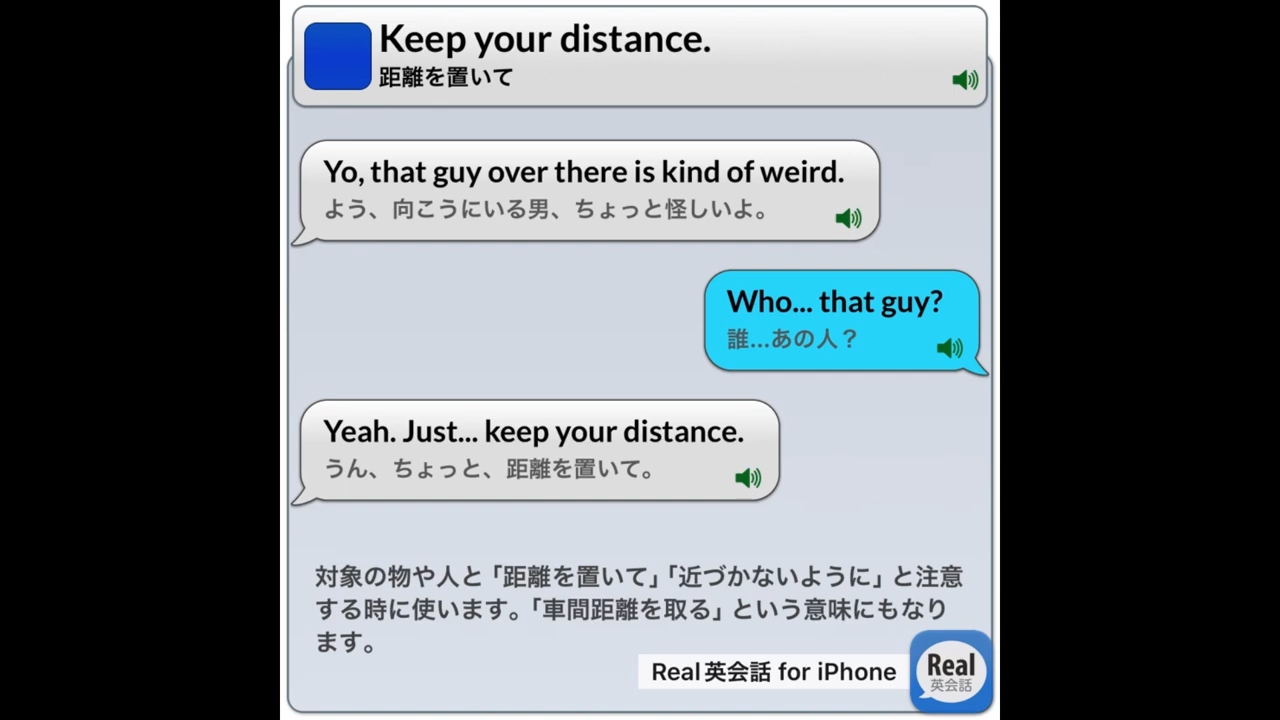 Keep your distance.
距離を置いて
Yo, that guy over there is kind of weird.
よう、向こうにいる男、ちょっと怪しいよ。
Who... that guy?
誰...あの人？
Yeah. Just... keep your distance.
うん、ちょっと、距離を置いて。
対象の物や人と「距離を置いて」「近づかないように」と注意
する時に使います。「車間距離を取る」という意味にもなり
ます。
Real英会話 for iPhone
Real
英会話